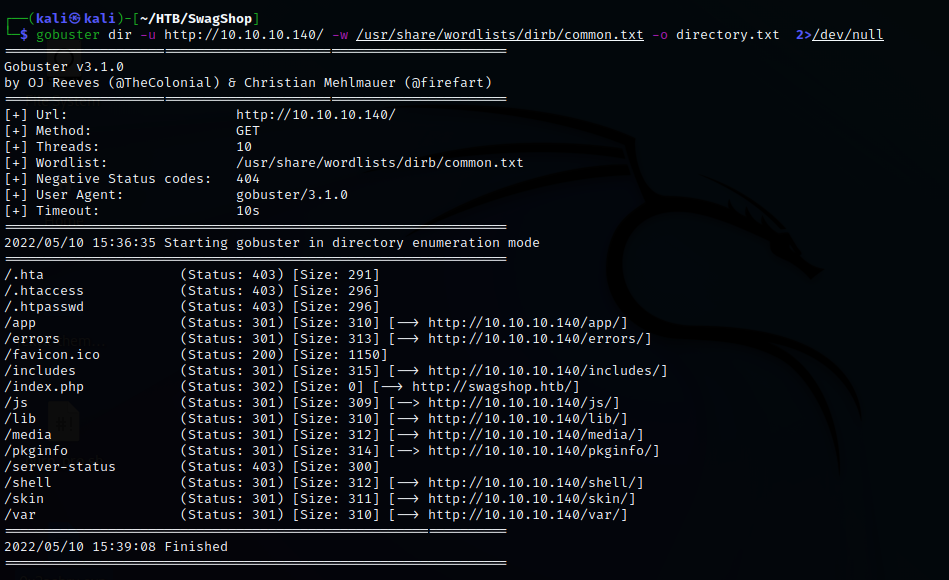 ┌──(kali㉿kali)-[~/HTB/SwagShop]
└─$ gobuster dir -u http://10.10.10.140/ -w /usr/share/wordlists/dirb/common.txt -o directory.txt  2>/dev/null
===============================================================
Gobuster v3.1.0
by OJ Reeves (@TheColonial) & Christian Mehlmauer (@firefart)
===============================================================
[+] Url:                     http://10.10.10.140/
[+] Method:                  GET
[+] Threads:                 10
[+] Wordlist:                /usr/share/wordlists/dirb/common.txt
[+] Negative Status codes:   404
[+] User Agent:              gobuster/3.1.0
[+] Timeout:                 10s
===============================================================
2022/05/10 15:36:35 Starting gobuster in directory enumeration mode
===============================================================
/.hta                 (Status: 403) [Size: 291]
/.htaccess            (Status: 403) [Size: 296]
/.htpasswd            (Status: 403) [Size: 296]
/app                  (Status: 301) [Size: 310] [--> http://10.10.10.140/app/]
/errors               (Status: 301) [Size: 313] [--> http://10.10.10.140/errors/]
/favicon.ico          (Status: 200) [Size: 1150]
/includes             (Status: 301) [Size: 315] [--> http://10.10.10.140/includes/]
/index.php            (Status: 302) [Size: 0] [--> http://swagshop.htb/]
/js                   (Status: 301) [Size: 309] [--> http://10.10.10.140/js/]
/lib                  (Status: 301) [Size: 310] [--> http://10.10.10.140/lib/]
/media                (Status: 301) [Size: 312] [--> http://10.10.10.140/media/]
/pkginfo              (Status: 301) [Size: 314] [--> http://10.10.10.140/pkginfo/]
/server-status        (Status: 403) [Size: 300]
/shell                (Status: 301) [Size: 312] [--> http://10.10.10.140/shell/]
/skin                 (Status: 301) [Size: 311] [--> http://10.10.10.140/skin/]
/var                  (Status: 301) [Size: 310] [--> http://10.10.10.140/var/]
===============================================================
2022/05/10 15:39:08 Finished
===============================================================